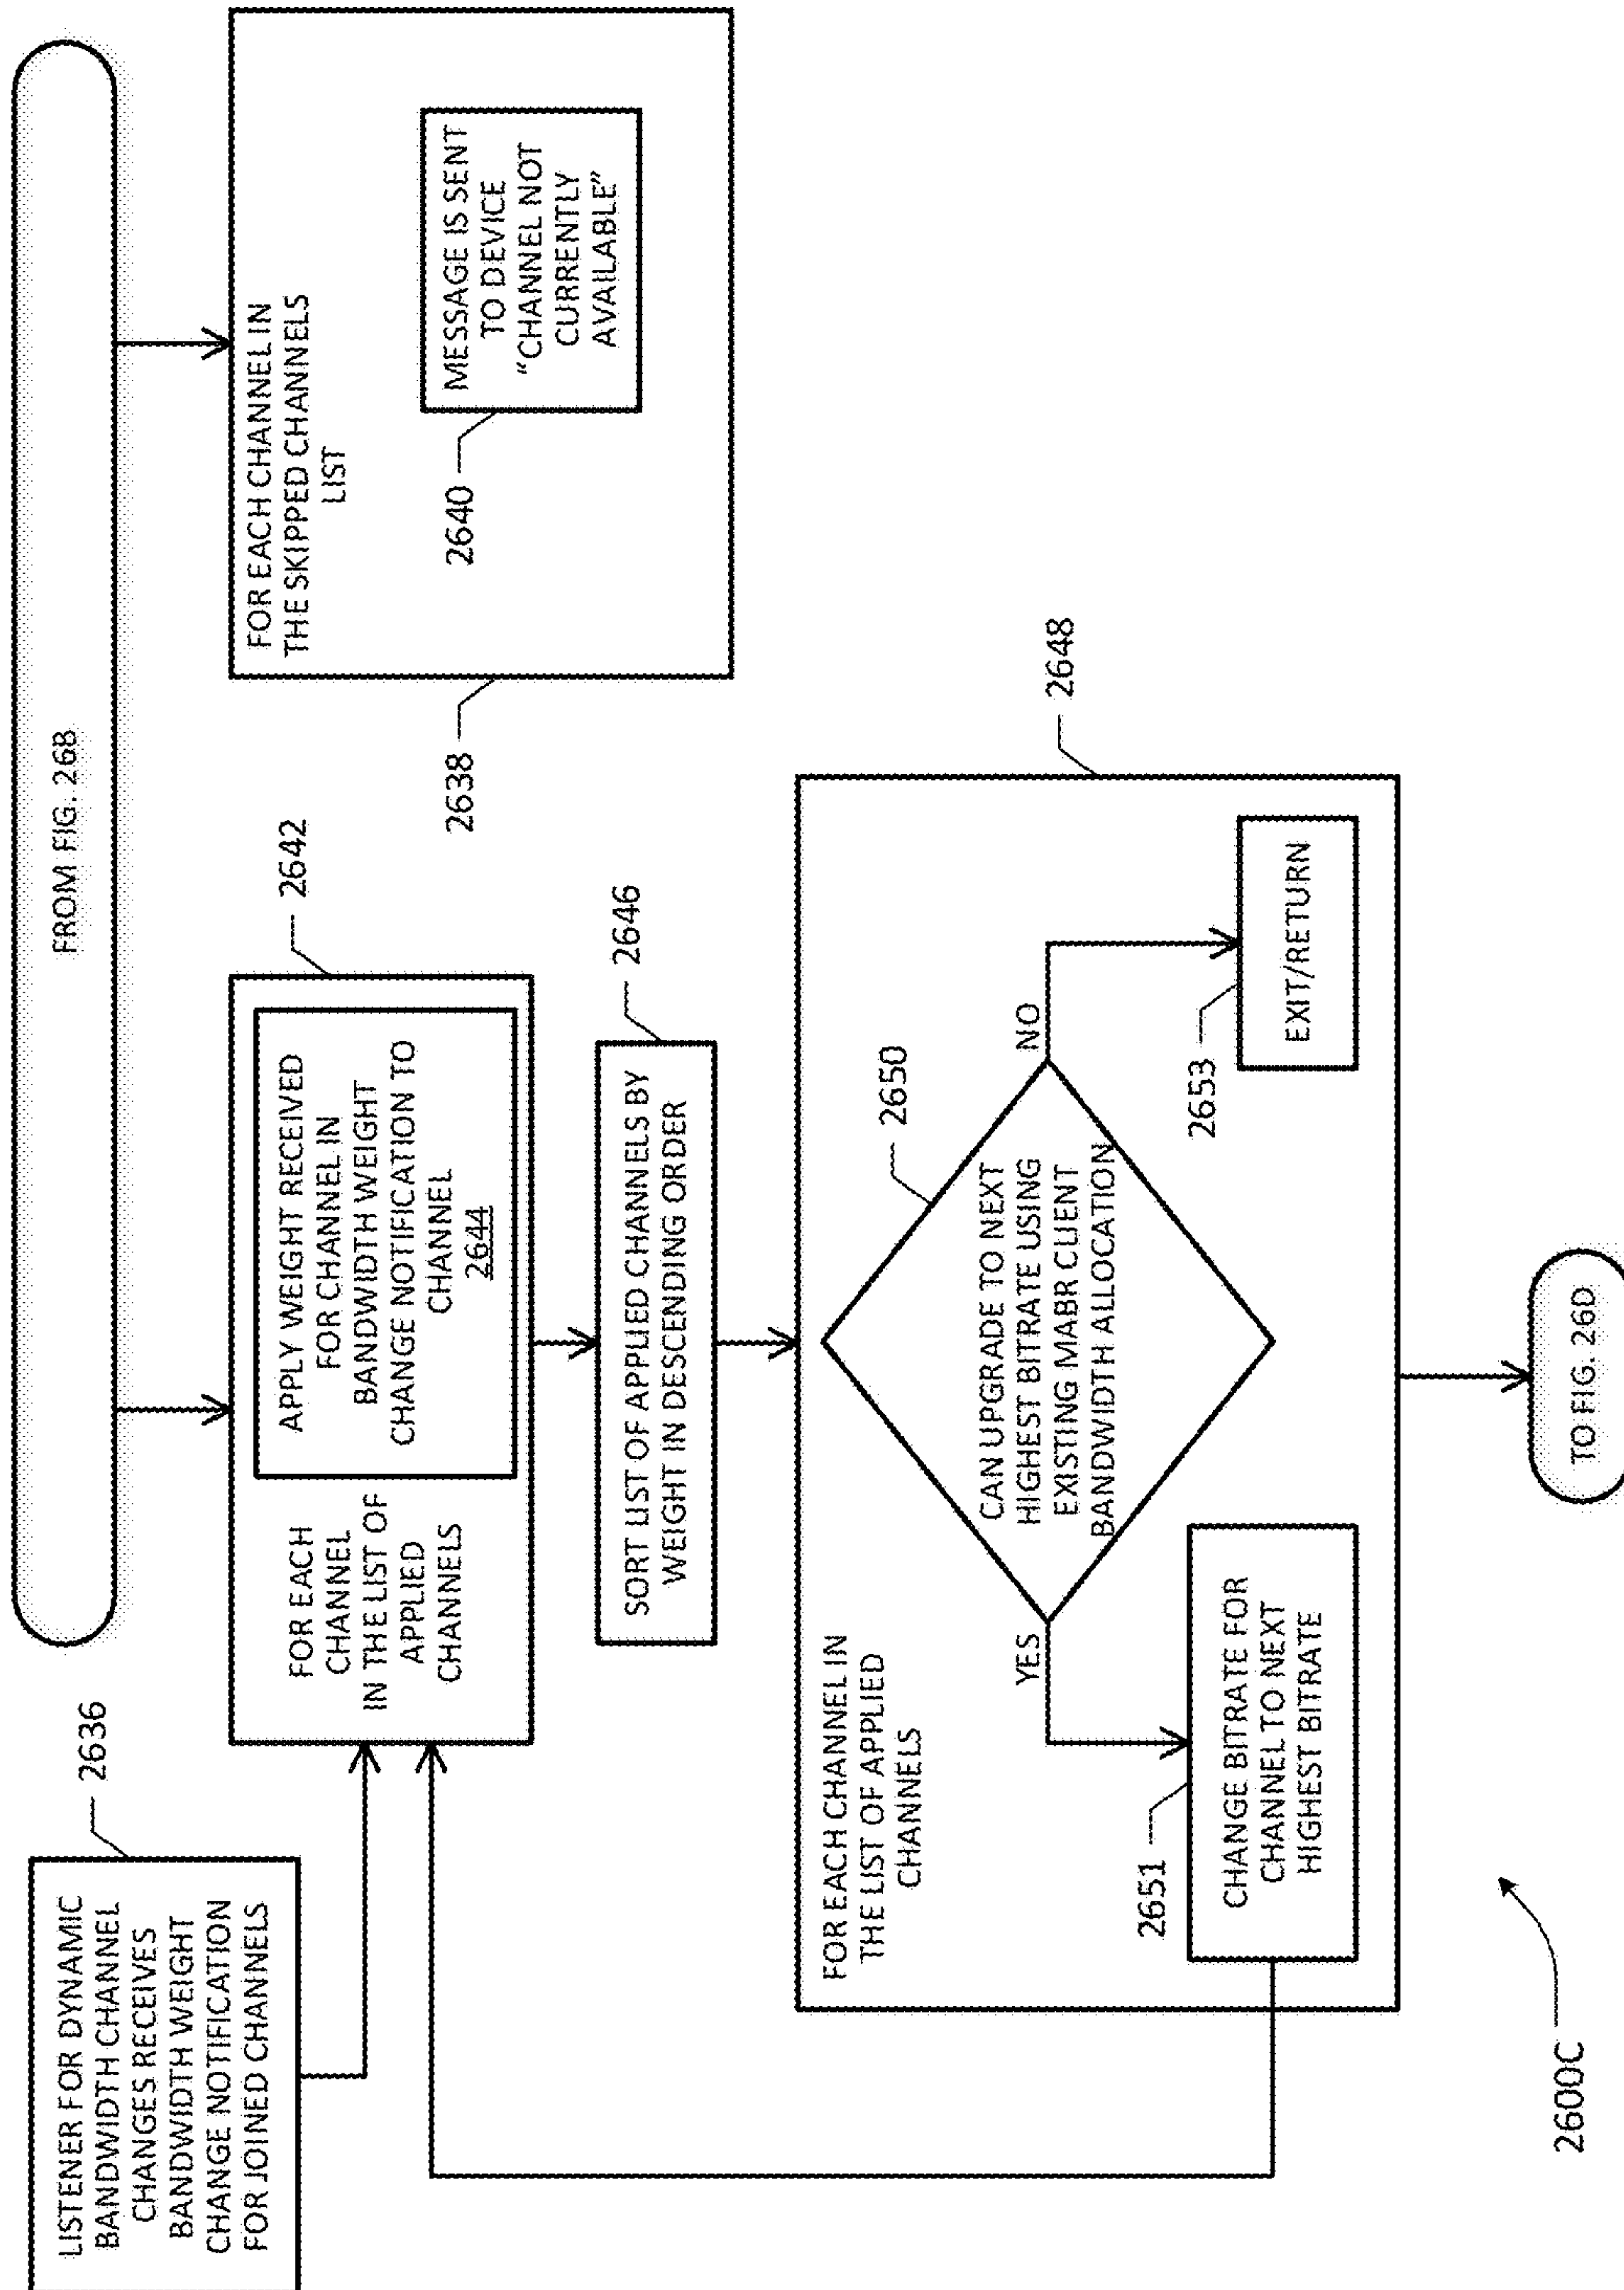 FROM FIG. 26B
LISTENER FOR DYNAMIC
BANDWIDTH CHANNEL
CHANGES RECEIVES
BANDWIDTH WEIGHT
CHANGE NOTIFICATION
FOR JOINED CHANNELS
2636
FOR EACH
CHANNEL
IN THE LIST OF
APPLIED
CHANNELS
APPLY WEIGHT RECEIVED
FOR CHANNEL IN
BANDWIDTH WEIGHT
CHANGE NOTIFICATION TO
CHANNEL
2644
2642
FOR EACH CHANNEL IN
THE SKIPPED CHANNELS
LIST
MESSAGE IS SENT
TO DEVICE
“CHANNEL NOT
CURRENTLY
AVAILABLE”
2640
2638
SORT LIST OF APPLIED CHANNELS BY
WEIGHT IN DESCENDING ORDER
2646
FOR EACH CHANNEL IN
THE LIST OF APPLIED
CHANNELS
2648
CAN UPGRADE TO NEXT
HIGHEST BITRATE USING
EXISTING MABR CLIENT
BANDWIDTH ALLOCATION
2650
YES
NO
2651
CHANGE BITRATE FOR
CHANNEL TO NEXT
HIGHEST BITRATE
2653
EXIT/RETURN
2600C
TO FIG. 26D